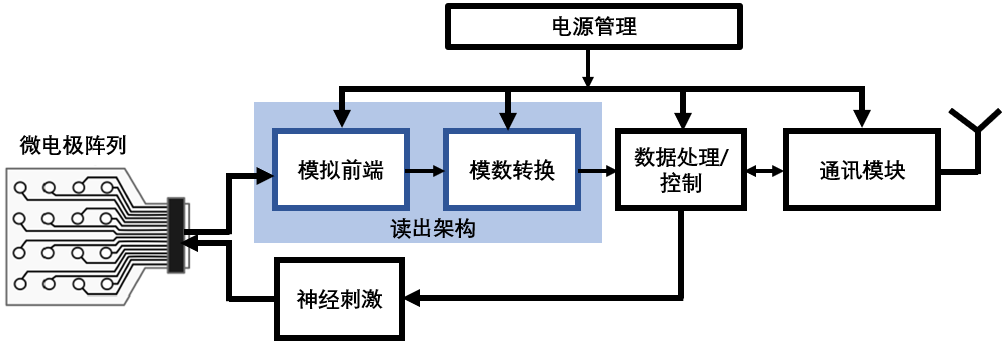 电源管理
微电极阵列
模拟前端
模数转换
数据处理/
控制
通讯模块
读出架构
神经刺激